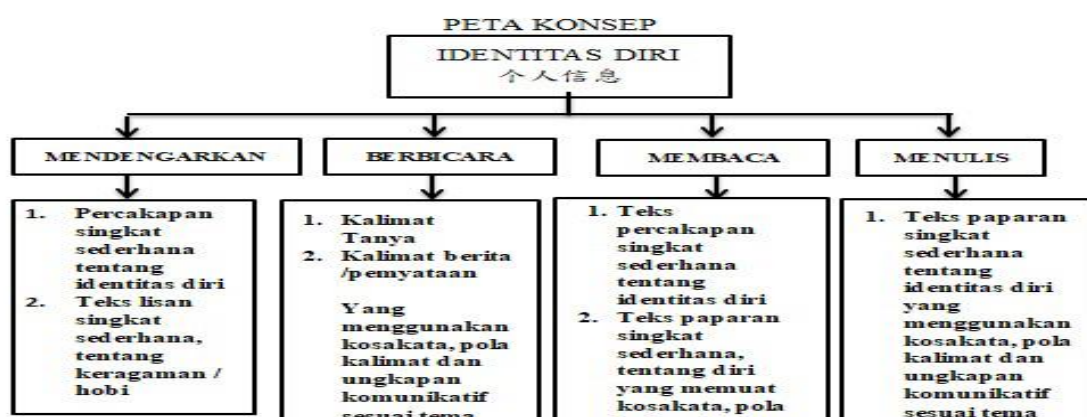 PETA KONSEP
IDENTITAS DIRI
个人信息
MENDENGARKAN
BERBICARA
MEMBACA
MENULIS
1. Percakapan
singkat
sederhana
tentang
identitas diri
2. Teks lisan
singkat
sederhana,
tentang
keragaman /
hobi
1. Kalimat
Tanya
2. Kalimat berita
/pemyataan
Yang
menggunakan
kosakata, pola
kalimat dan
ungkapan
komunikatif
sesuai tema
1. Teks
percakapan
singkat
sederhana
tentang
identitas diri
2. Teks paparan
singkat
sederhana,
tentang diri
yang memuat
kosakata, pola
1. Teks paparan
singkat
sederhana
tentang
identitas diri
yang
menggunakan
kosakata, pola
kalimat dan
ungkapan
komunikatif
sesuai tema